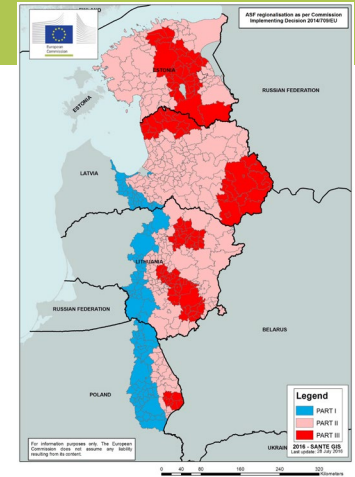 ASF regionalisation as per Commission
Implementing Decision 2014/709/EU
European
Commission
ESTONIA
RUSSIAN FEDERATION
ESTONIA
LATVIA
LITHUANIA
RUSSIAN FEDERATION
BELARUS
POLAND
Legend
PART I
PART II
PART III
2016 - SANTE GIS
Last update: 28 July 2016
For information purposes only. The European
Commission does not assume any liability
resulting from its content.
UKRAIN
0 40 80 160 240 320
Kilometers